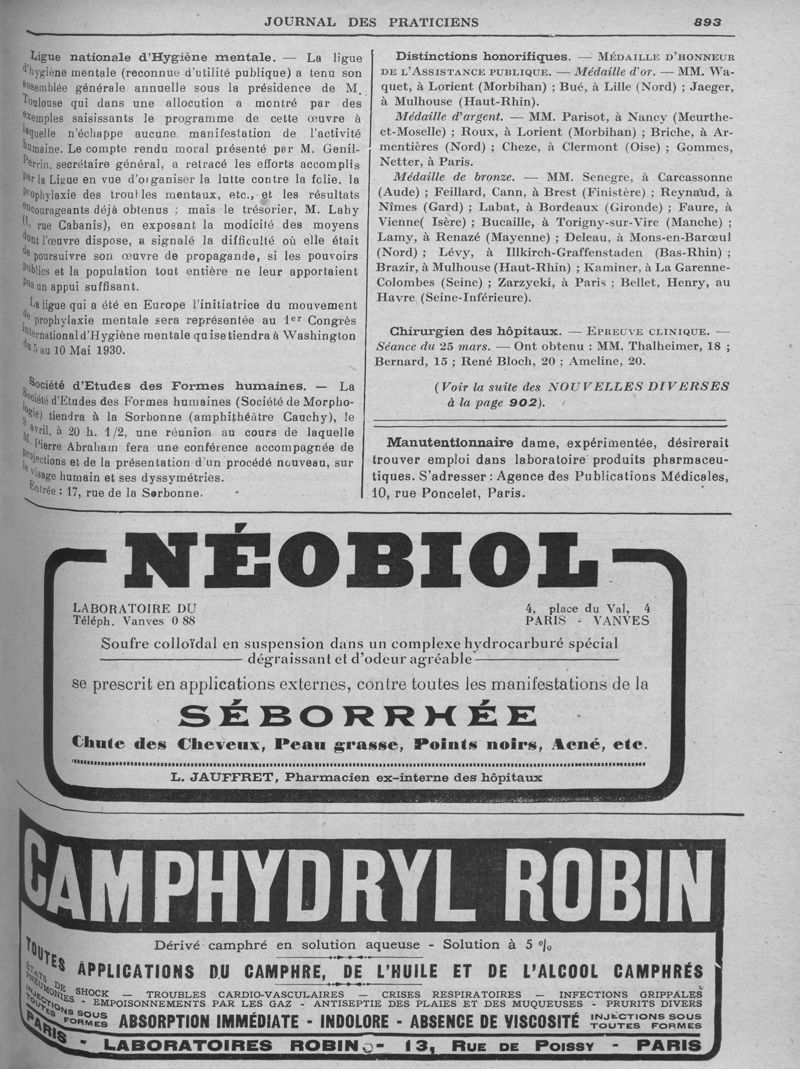 JOURNAL DES PRATICIENS 893
Ligue nationale d'Hygiène mentale. — La ligue
d'hygiène mentale (reconnue d'utilité publique) a tenu son
assemblée générale annuelle sous la présidence de M.
Toulouse qui dans une allocution a montré par des
exemples saisissants le programme de cette œuvre à
laquelle n'échappe aucune manifestation de l'activité
humaine. Le compte rendu moral présenté par M. Genil-
Perrin, secrétaire général, a retracé les efforts accomplis
par la Ligue en vue d'organiser la lutte contre la folie, la
prophylaxie des troubles mentaux, etc., et les résultats
encourageants déjà obtenus ; mais le trésorier, M. Lahy
(1, rue Cabanis), en exposant la modicité des moyens
dont l'œuvre dispose, a signalé la difficulté où elle était
de poursuivre son œuvre de propagande, si les pouvoirs
publics et la population tout entière ne leur apportaient
pas un appui suffisant.
La ligue qui a été en Europe l'initiatrice du mouvement
de prophylaxie mentale sera représentée au 1er Congrès
international d'Hygiène mentale qui se tiendra à Washington
du 5 au 10 Mai 1930.
Société d'Etudes des Formes humaines. — La
Société d'Etudes des Formes humaines (Société de Morpho-
logie) tiendra à la Sorbonne (amphithéâtre Cauchy), le
avril, à 20 h. 1/2, une réunion au cours de laquelle
M. Pierre Abraham fera une conférence accompagnée de
projections et de la présentation d'un procédé nouveau, sur
le visage humain et ses dyssymétries.
Entrée : 17, rue de la Sorbonne.
Distinctions honorifiques. — MÉDAILLE D'HONNEUR
DE L'ASSISTANCE PUBLIQUE. — Médaille d'or. — MM. Wa-
quet, à Lorient (Morbihan) ; Bué, à Lille (Nord) ; Jaeger,
à Mulhouse (Haut-Rhin).
Médaille d'argent. — MM. Parisot, à Nancy (Meurthe-
et-Moselle) ; Roux, à Lorient (Morbihan) ; Briche, à Ar-
mentières (Nord) ; Cheze, à Clermont (Oise) ; Gommes,
Netter, à Paris.
Médaille de bronze. — MM. Senegre, à Carcassonne
(Aude) ; Feillard, Cann, à Brest (Finistère) ; Reynaud, à
Nîmes (Gard) ; Labat, à Bordeaux (Gironde) ; Faure, à
Vienne( Isère) ; Bucaille, à Torigny-sur-Vire (Manche) ;
Lamy, à Renazé (Mayenne) ; Deleau, à Mons-en-Barœul
(Nord) ; Lévy, à Illkirch-Graffenstaden (Bas-Rhin) ;
Brazir, à Mulhouse (Haut-Rhin) ; Kaminer, à La Garenne-
Colombes (Seine) ; Zarzycki, à Paris ; Bellet, Henry, au
Havre (Seine-Inférieure).
Chirurgien des hôpitaux. — EPREUVE CLINIQUE. —
Séance du 25 mars. — Ont obtenu : MM. Thalheimer, 18 ;
Bernard, 15 ; René Bloch, 20 ; Ameline, 20.
(Voir la suite des NOUVELLES DIVERSES
à la page 902).
Manutentionnaire dame, expérimentée, désirerait
trouver emploi dans laboratoire produits pharmaceu-
tiques. S'adresser : Agence des Publications Médicales,
10, rue Poncelet, Paris.
NÉOBIOL
LABORATOIRE DU 4, place du Val, 4
Téléph. Vanves 0 88 PARIS - VANVES
Soufre colloïdal en suspension dans un complexe hydrocarburé spécial
dégraissant et d'odeur agréable
se prescrit en applications externes, contre toutes les manifestations de la
SÉBORRHÉE
Chute des Cheveux, Peau grasse, Points noirs, Acné, etc.
L. JAUFFRET, Pharmacien ex-interne des hôpitaux
CAMPHYDRYL ROBIN
Dérivé camphré en solution aqueuse - Solution à 5 %
TOUTES APPLICATIONS DU CAMPHRE, DE L'HUILE ET DE L'ALCOOL CAMPHRÉS
ÉTATS DE SHOCK — TROUBLES CARDIO-VASCULAIRES — CRISES RESPIRATOIRES — INFECTIONS GRIPPALES
PNEUMONIES - EMPOISONNEMENTS PAR LES GAZ - ANTISEPTIE DES PLAIES ET DES MUQUEUSES - PRURITS DIVERS
INJECTIONS SOUS TOUTES FORMES ABSORPTION IMMÉDIATE - INDOLORE - ABSENCE DE VISCOSITÉ INJECTIONS SOUS TOUTES FORMES
PARIS - LABORATOIRES ROBIN - 13, RUE DE POISSY - PARIS